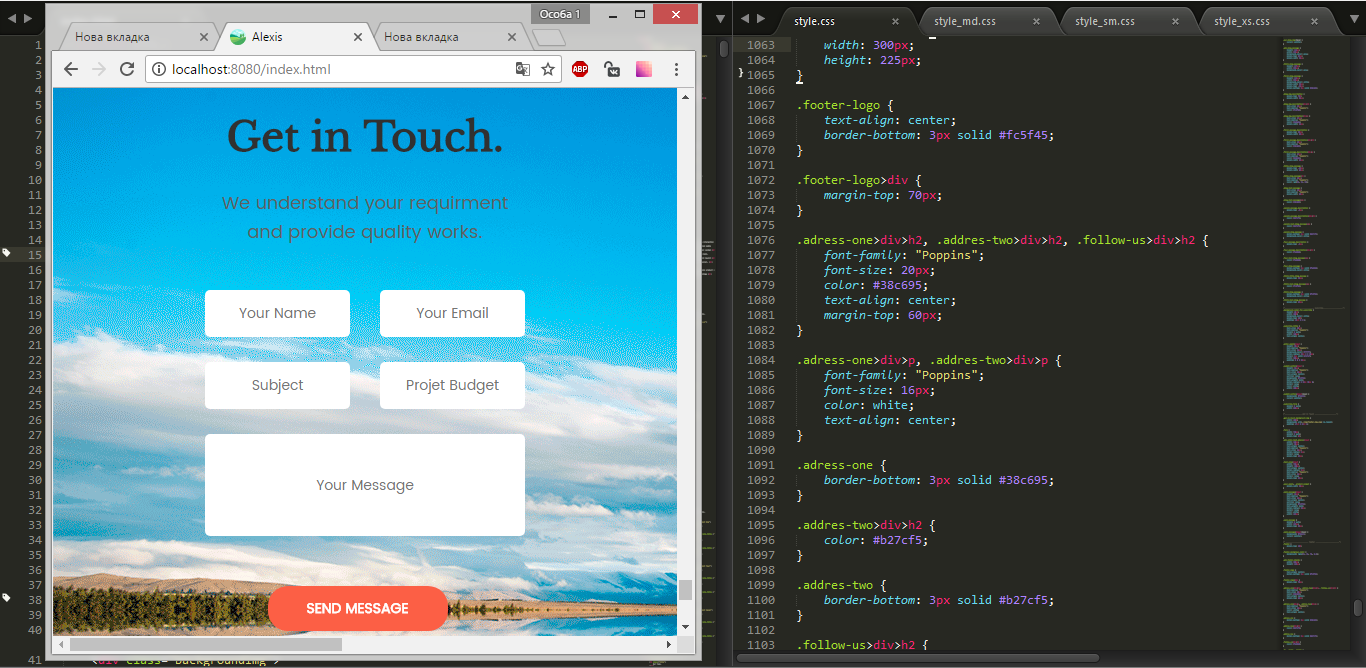 Особа 1
Нова вкладка
Alexis
Нова вкладка
localhost:8080/index.html
ABP
Get in Touch.
We understand your requirment
and provide quality works.
Your Name
Your Email
Subject
Projet Budget
Your Message
SEND MESSAGE
1
2
3
4
5
6
7
8
9
10
11
12
13
14
15
16
17
18
19
20
21
22
23
24
25
26
27
28
29
30
31
32
33
34
35
36
37
38
39
40
41
style.css
style_md.css
style_sm.css
style_xs.css
1063 width: 300px;
1064 height: 225px;
1065 }
1066
1067 .footer-logo {
1068 text-align: center;
1069 border-bottom: 3px solid #fc5f45;
1070 }
1071
1072 .footer-logo>div {
1073 margin-top: 70px;
1074 }
1075
1076 .adress-one>div>h2, .addres-two>div>h2, .follow-us>div>h2 {
1077 font-family: "Poppins";
1078 font-size: 20px;
1079 color: #38c695;
1080 text-align: center;
1081 margin-top: 60px;
1082 }
1083
1084 .adress-one>div>p, .addres-two>div>p {
1085 font-family: "Poppins";
1086 font-size: 16px;
1087 color: white;
1088 text-align: center;
1089 }
1090
1091 .adress-one {
1092 border-bottom: 3px solid #38c695;
1093 }
1094
1095 .addres-two>div>h2 {
1096 color: #b27cf5;
1097 }
1098
1099 .addres-two {
1100 border-bottom: 3px solid #b27cf5;
1101 }
1102
1103 .follow-us>div>h2 {